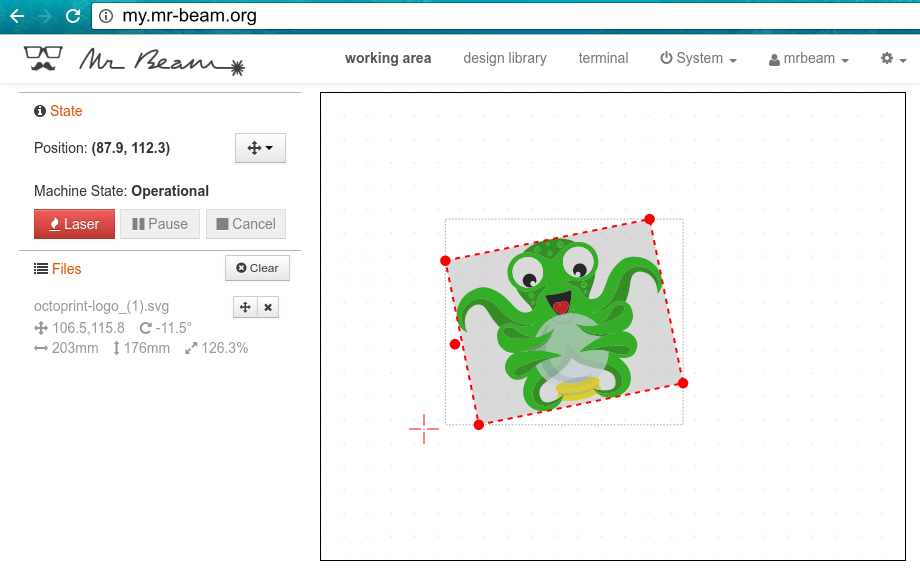 my.mr-beam.org
Mr Beam
working area design library terminal System mrbeam
State
Position: (87.9, 112.3)
Machine State: Operational
Laser Pause Cancel
Files Clear
octoprint-logo_(1).svg
106.5,115.8 -11.5°
203mm 176mm 126.3%